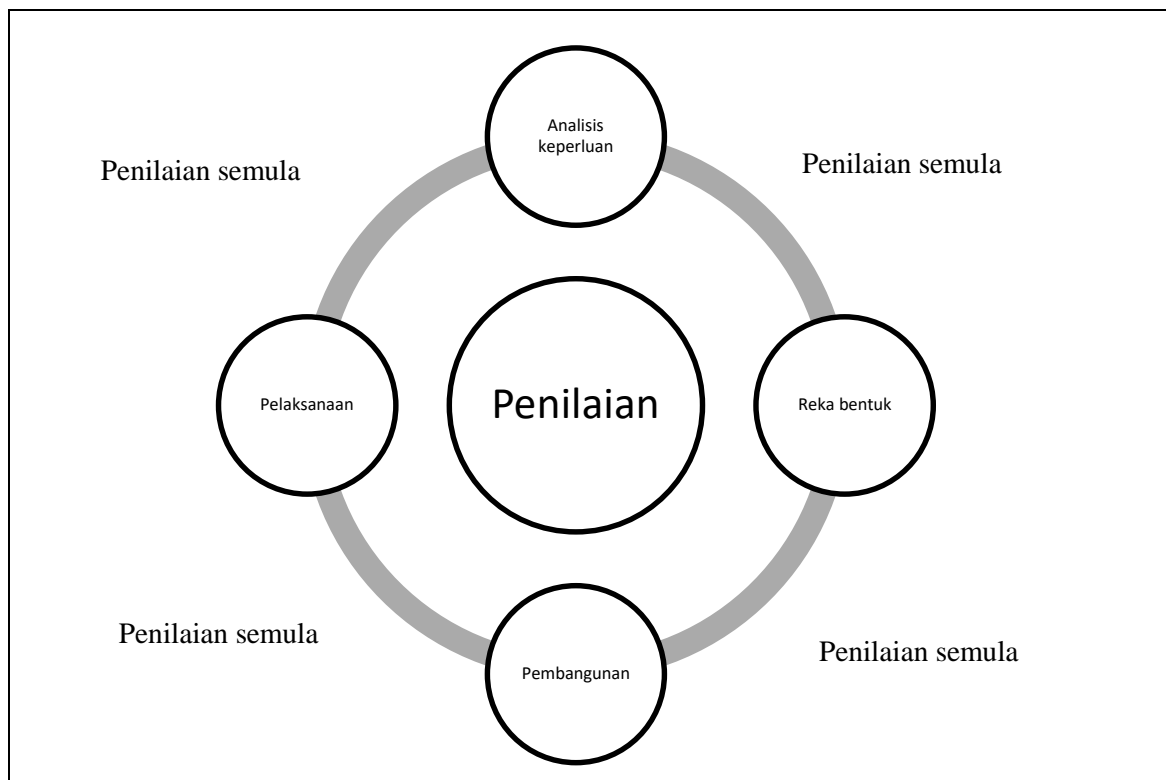 Analisis
keperluan
Penilaian semula
Penilaian semula
Pelaksanaan
Penilaian
Reka bentuk
Penilaian semula
Pembangunan
Penilaian semula